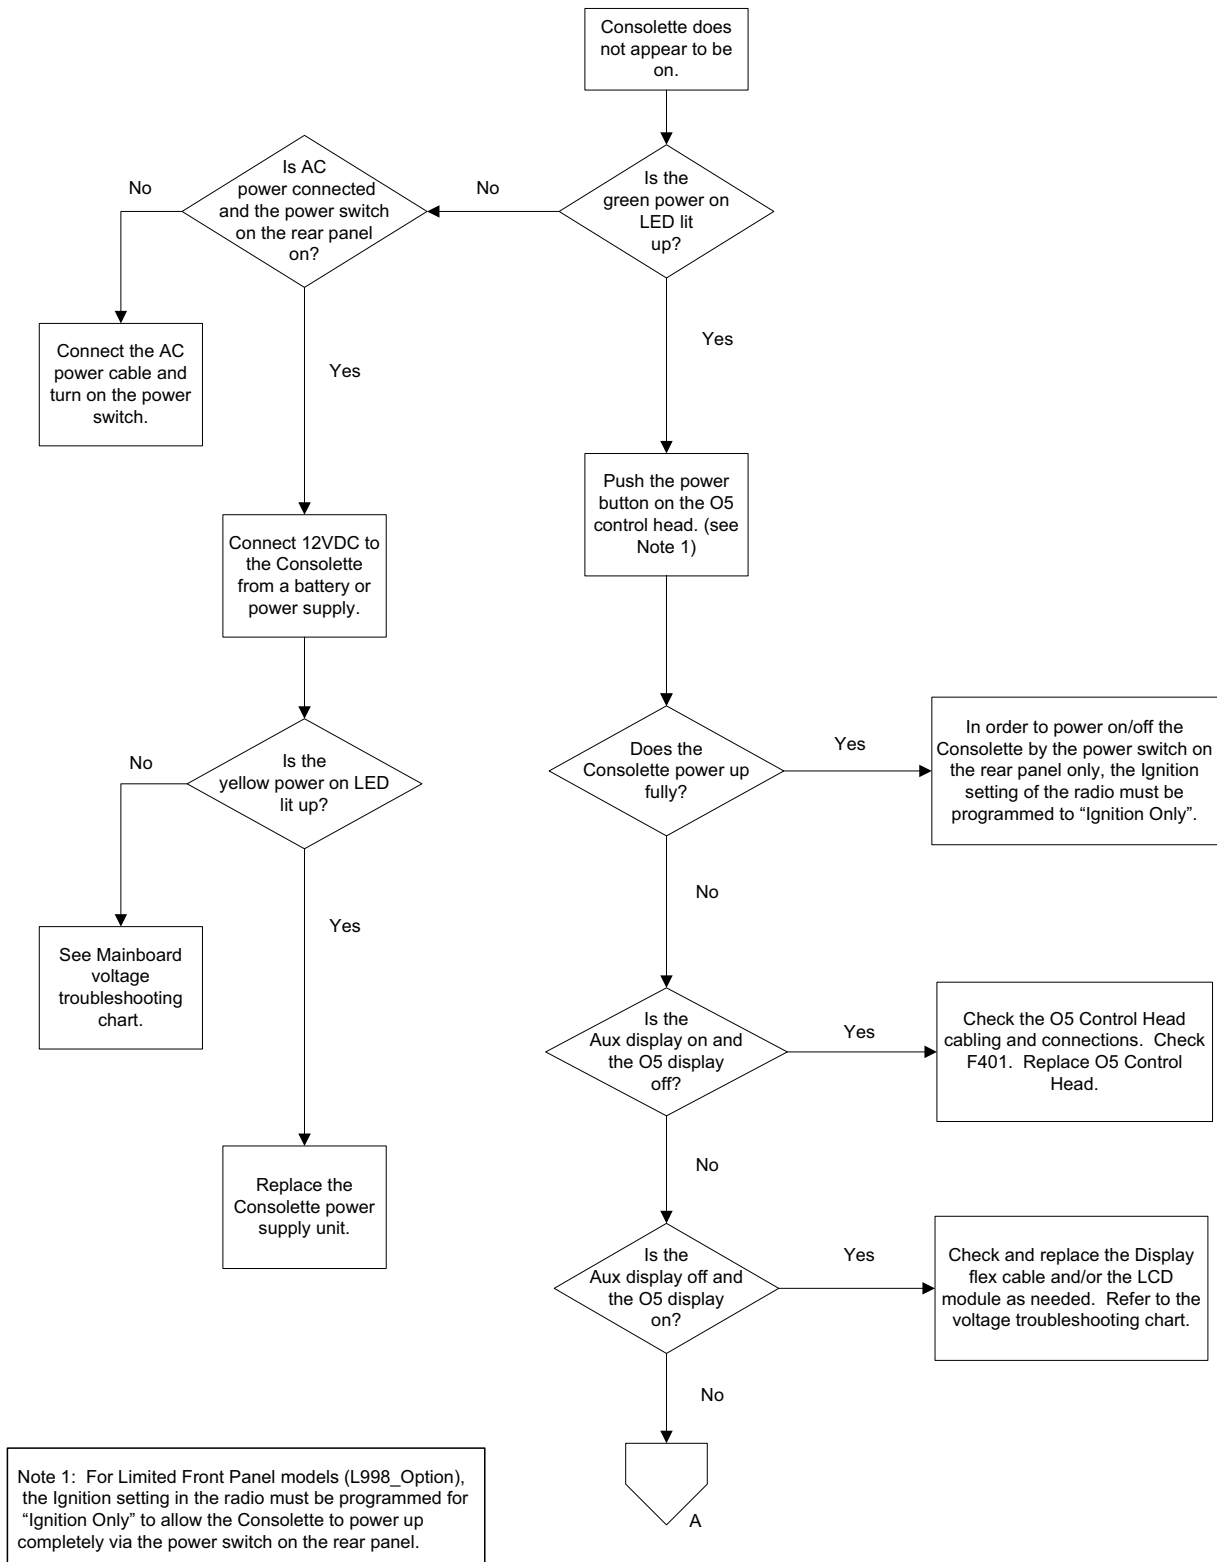 Consolette does
not appear to be
on.
Is the
green power on
LED lit
up?
No
Is AC
power connected
and the power switch
on the rear panel
on?
No
Connect the AC
power cable and
turn on the power
switch.
Yes
Connect 12VDC to
the Consolette
from a battery or
power supply.
Is the
yellow power on LED
lit up?
No
See Mainboard
voltage
troubleshooting
chart.
Yes
Replace the
Consolette power
supply unit.
Yes
Push the power
button on the O5
control head. (see
Note 1)
Does the
Consolette power up
fully?
Yes
In order to power on/off the
Consolette by the power switch on
the rear panel only, the Ignition
setting of the radio must be
programmed to “Ignition Only”.
No
Is the
Aux display on and
the O5 display
off?
Yes
Check the O5 Control Head
cabling and connections.  Check
F401.  Replace O5 Control
Head.
No
Is the
Aux display off and
the O5 display
on?
Yes
Check and replace the Display
flex cable and/or the LCD
module as needed.  Refer to the
voltage troubleshooting chart.
No
A
Note 1:  For Limited Front Panel models (L998_Option),
the Ignition setting in the radio must be programmed for
“Ignition Only” to allow the Consolette to power up
completely via the power switch on the rear panel.